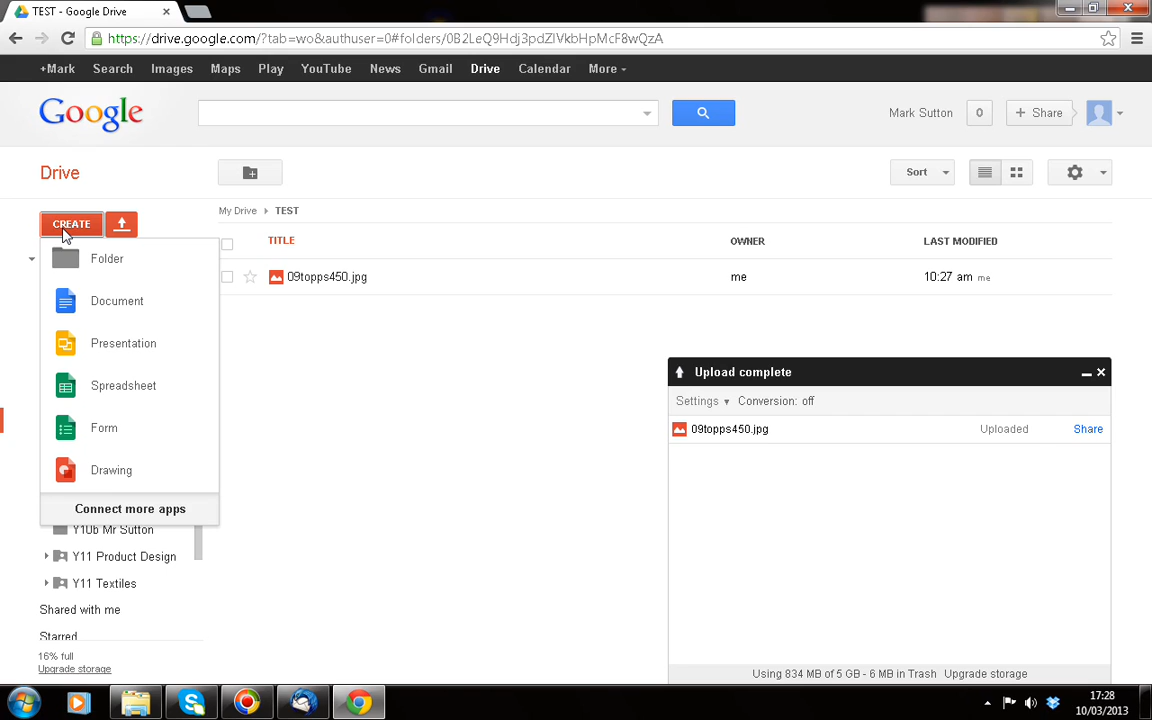 TEST - Google Drive
https://drive.google.com/?tab=wo&authuser=0#folders/0B2LeQ9Hdj3pdZlVkbHpMcF8wQzA
+Mark Search Images Maps Play YouTube News Gmail Drive Calendar More
Google
Mark Sutton 0 + Share
Drive
Sort
CREATE
My Drive TEST
TITLE OWNER LAST MODIFIED
09topps450.jpg me 10:27 am me
Folder
Document
Presentation
Spreadsheet
Form
Drawing
Connect more apps
Y10b Mr Sutton
Y11 Product Design
Y11 Textiles
Shared with me
Starred
16% full
Upgrade storage
Upload complete
Settings Conversion: off
09topps450.jpg Uploaded Share
Using 834 MB of 5 GB - 6 MB in Trash Upgrade storage
17:28
10/03/2013